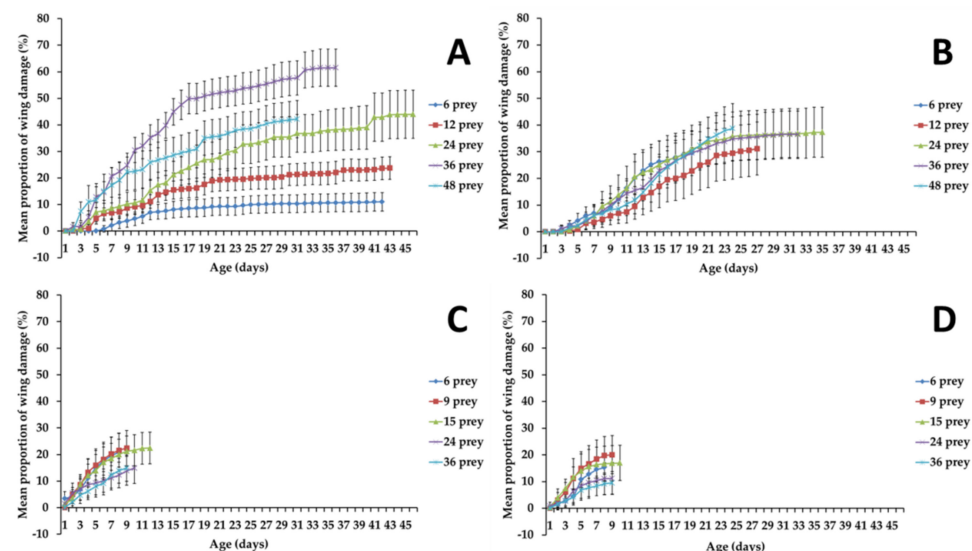 A
Mean proportion of wing damage (%)
80
70
60
50
40
30
20
10
0
-10
1 3 5 7 9 11 13 15 17 19 21 23 25 27 29 31 33 35 37 39 41 43 45
Age (days)
6 prey
12 prey
24 prey
36 prey
48 prey
B
Mean proportion of wing damage (%)
80
70
60
50
40
30
20
10
0
-10
1 3 5 7 9 11 13 15 17 19 21 23 25 27 29 31 33 35 37 39 41 43 45
Age (days)
6 prey
12 prey
24 prey
36 prey
48 prey
C
Mean proportion of wing damage (%)
80
70
60
50
40
30
20
10
0
-10
1 3 5 7 9 11 13 15 17 19 21 23 25 27 29 31 33 35 37 39 41 43 45
Age (days)
6 prey
9 prey
15 prey
24 prey
36 prey
D
Mean proportion of wing damage (%)
80
70
60
50
40
30
20
10
0
-10
1 3 5 7 9 11 13 15 17 19 21 23 25 27 29 31 33 35 37 39 41 43 45
Age (days)
6 prey
9 prey
15 prey
24 prey
36 prey